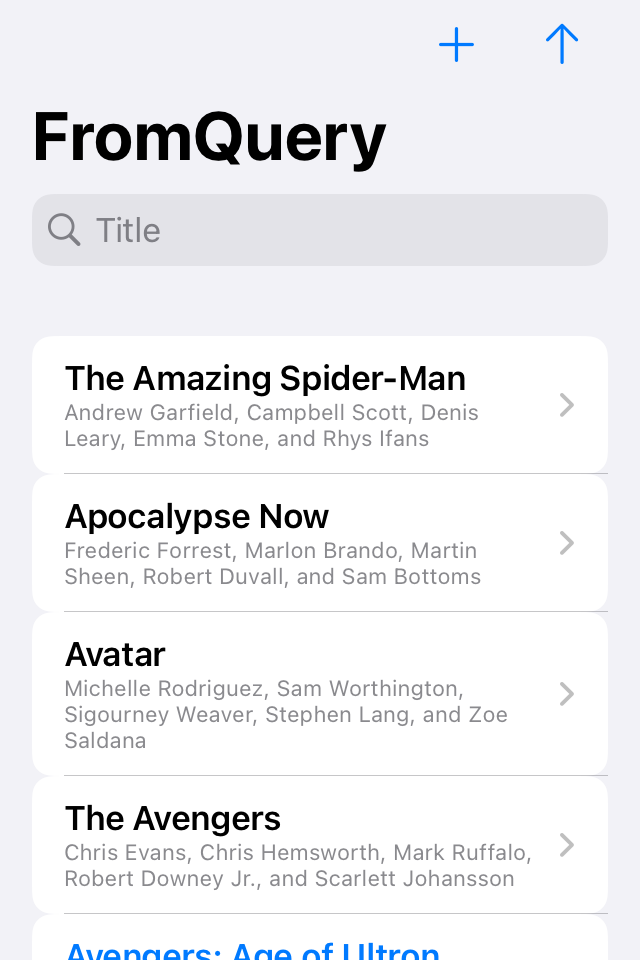 FromQuery
Title
The Amazing Spider-Man
Andrew Garfield, Campbell Scott, Denis
Leary, Emma Stone, and Rhys Ifans
Apocalypse Now
Frederic Forrest, Marlon Brando, Martin
Sheen, Robert Duvall, and Sam Bottoms
Avatar
Michelle Rodriguez, Sam Worthington,
Sigourney Weaver, Stephen Lang, and Zoe
Saldana
The Avengers
Chris Evans, Chris Hemsworth, Mark Ruffalo,
Robert Downey Jr., and Scarlett Johansson
Avengers: Age of Ultron